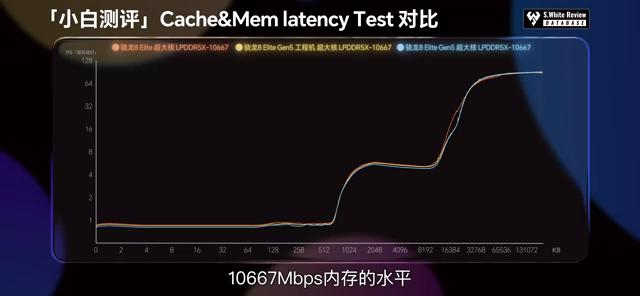 「小白测评」Cache&Mem latency Test 对比
S.White Review
DATABASE
骁龙8 Elite 超大核 LPDDR5X-10667 骁龙8 Elite Gen5 工程机 超大核 LPDDR5X-10667 骁龙8 Elite Gen5 超大核 LPDDR5X-10667
128
64
32
16
8
4
2
1
0 2 4 8 16 32 64 128 258 512 1024 2048 4096 8192 16384 32768 65536 131072 KB
10667Mbps内存的水平